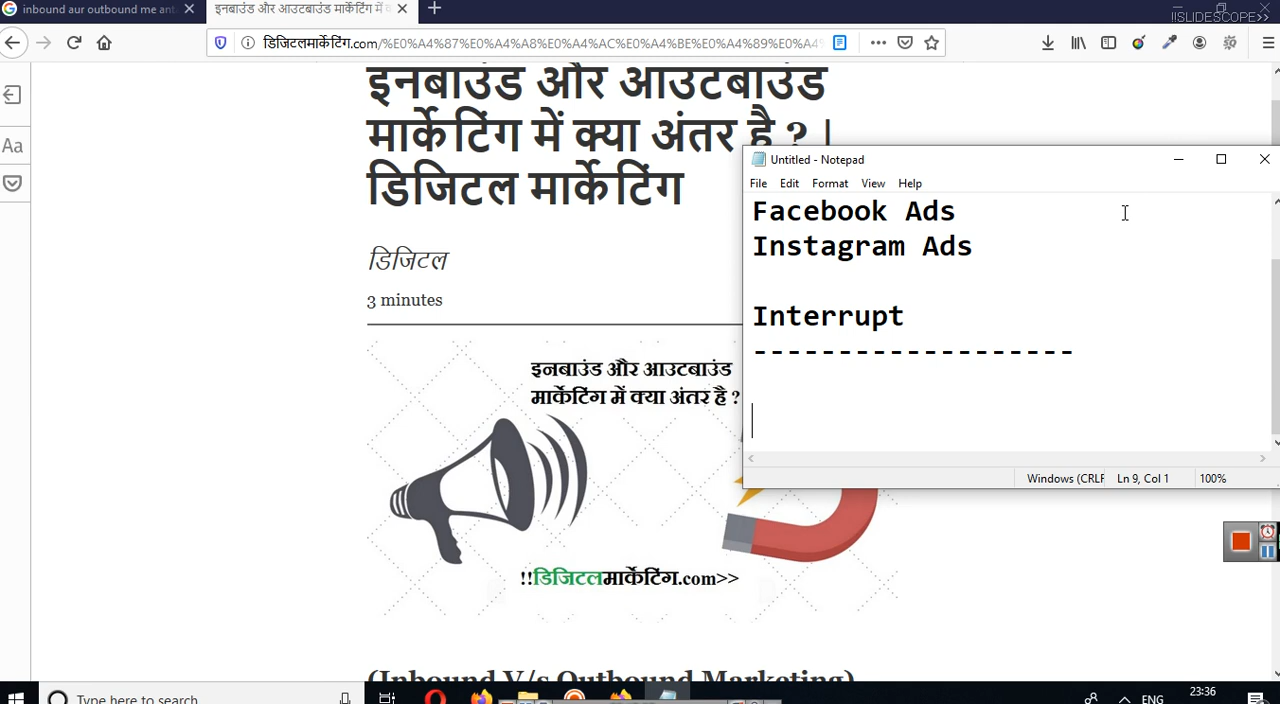 inbound aur outbound me ant
इनबाउंड और आउटबाउंड मार्केटिंग में
!!SLIDESCOPE>>
डिजिटलमार्केटिंग.com/%E0%A4%87%E0%A4%A8%E0%A4%AC%E0%A4%BE%E0%A4%89%E0%A4
इनबाउंड और आउटबाउंड
मार्केटिंग में क्या अंतर है ? |
डिजिटल मार्केटिंग
Aa
डिजिटल
3 minutes
इनबाउंड और आउटबाउंड
मार्केटिंग में क्या अंतर है ?
!!डिजिटलमार्केटिंग.com>>
(Inbound V/s Outbound Marketing)
Untitled - Notepad
File Edit Format View Help
Facebook Ads
Instagram Ads
Interrupt
-------------------
Windows (CRLF Ln 9, Col 1 100%
Type here to search
ENG
23:36